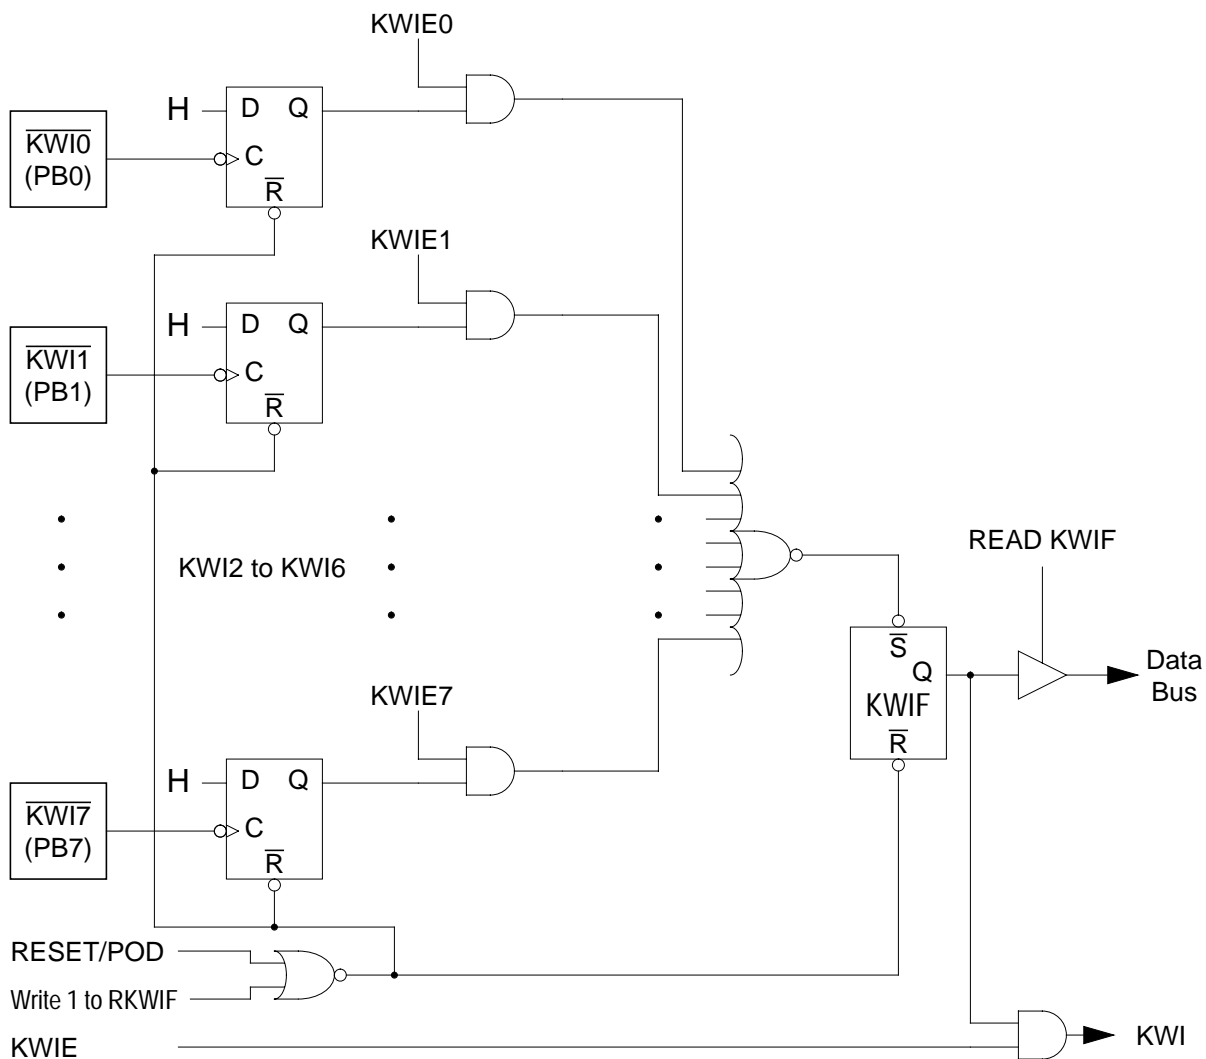 KWIE0
H
D Q
KWI0
(PB0)
C
R
KWIE1
H
D Q
KWI1
(PB1)
C
R
READ KWIF
KWI2 to KWI6
S
Q
KWIF
R
Data
Bus
KWIE7
H
D Q
KWI7
(PB7)
C
R
RESET/POD
Write 1 to RKWIF
KWIE
KWI